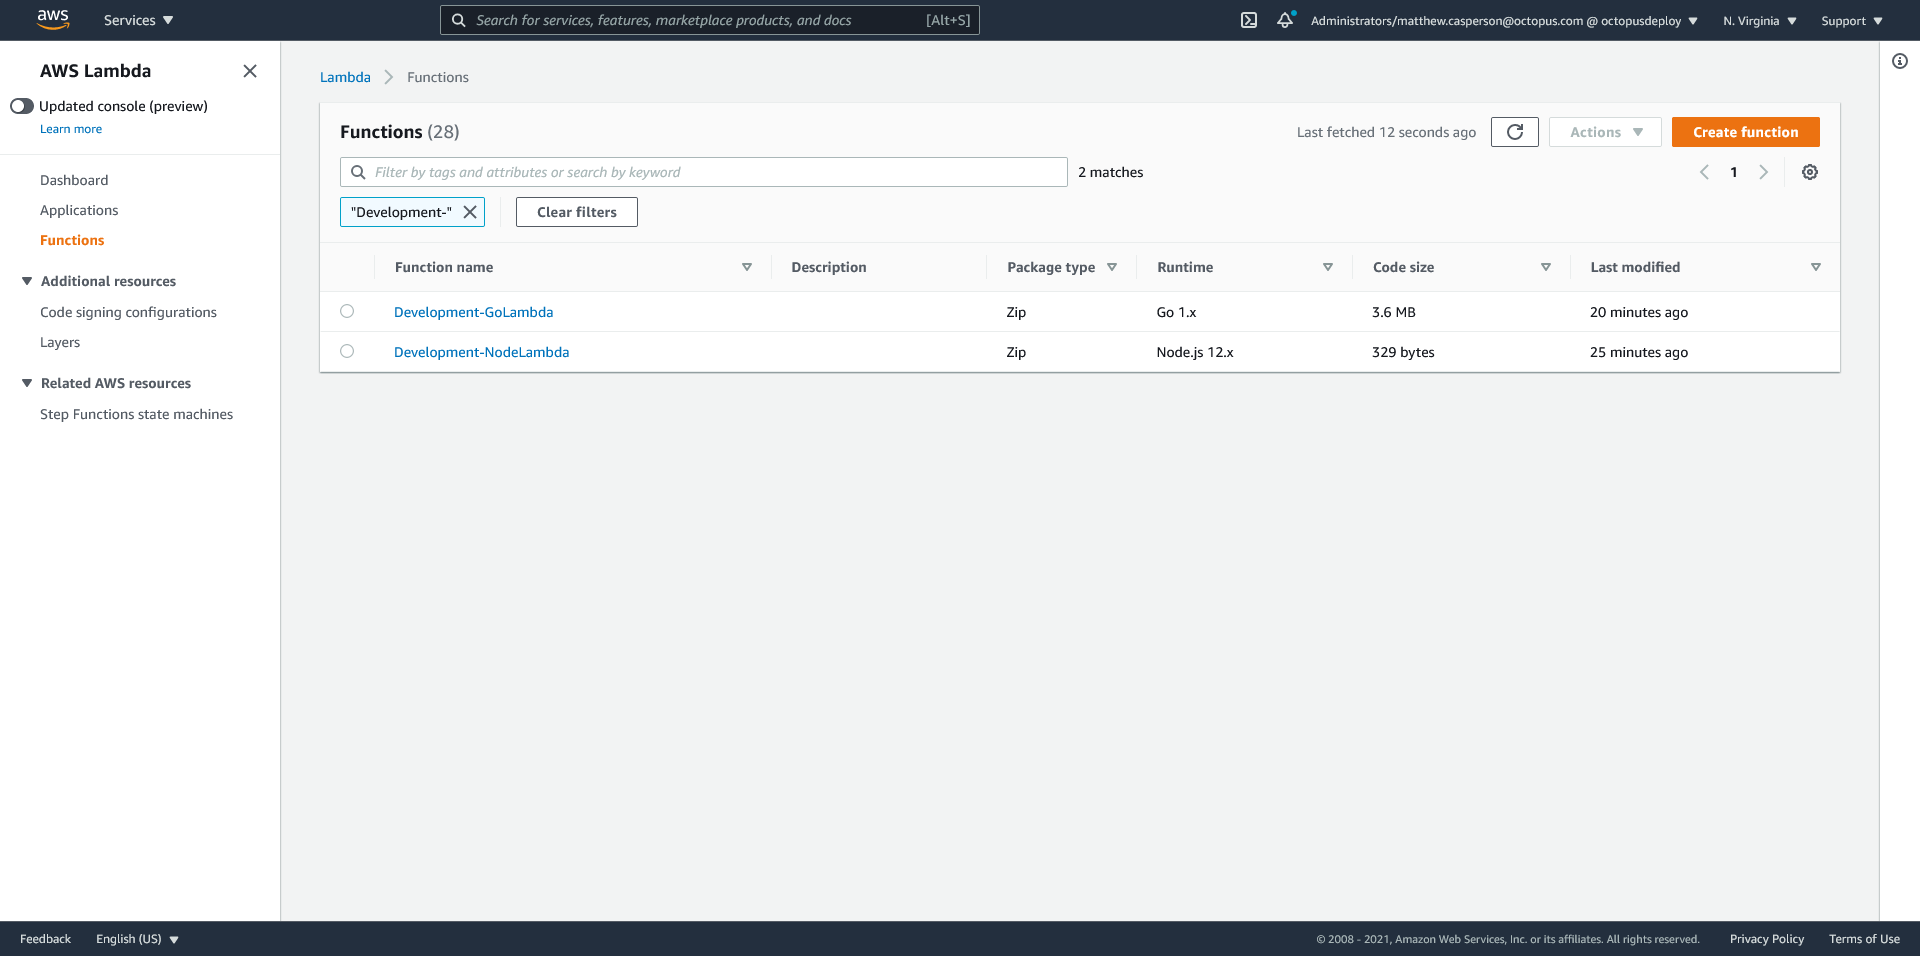 aws
Services
Search for services, features, marketplace products, and docs [Alt+S]
Administrators/matthew.casperson@octopus.com @ octopusdeploy
N. Virginia
Support
AWS Lambda
Updated console (preview)
Learn more
Dashboard
Applications
Functions
Additional resources
Code signing configurations
Layers
Related AWS resources
Step Functions state machines
Lambda
Functions
Functions (28)
Last fetched 12 seconds ago
Actions
Create function
Filter by tags and attributes or search by keyword
2 matches
1
"Development-"
Clear filters
Function name Description Package type Runtime Code size Last modified
Development-GoLambda Zip Go 1.x 3.6 MB 20 minutes ago
Development-NodeLambda Zip Node.js 12.x 329 bytes 25 minutes ago
Feedback
English (US)
© 2008 - 2021, Amazon Web Services, Inc. or its affiliates. All rights reserved.
Privacy Policy
Terms of Use